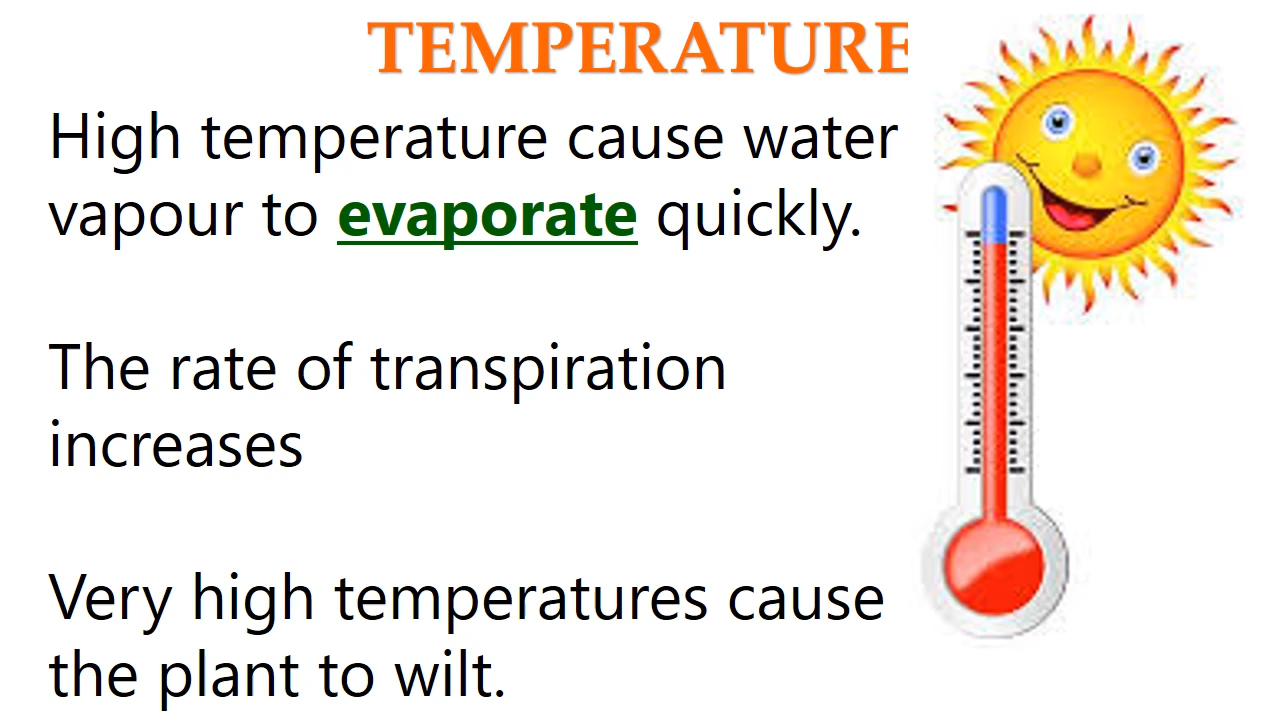 TEMPERATURE
High temperature cause water
vapour to evaporate quickly.
The rate of transpiration
increases
Very high temperatures cause
the plant to wilt.